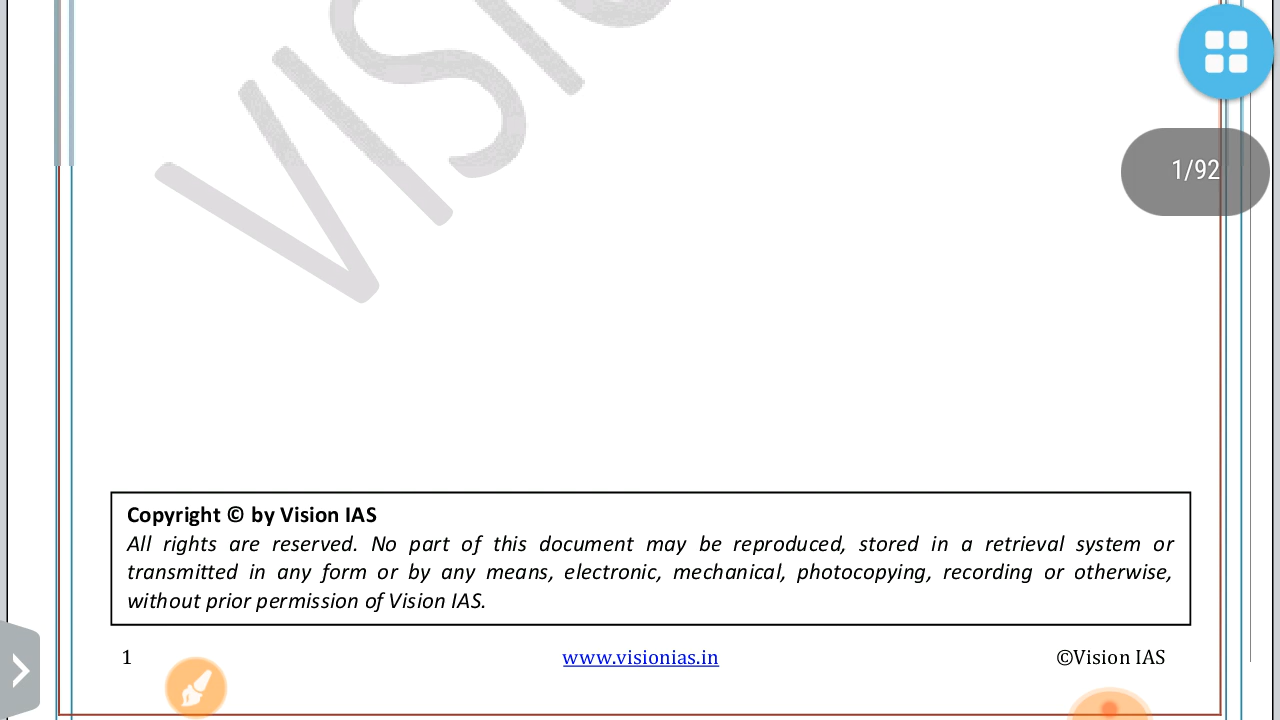 VISIO
1/92
Copyright © by Vision IAS
All rights are reserved. No part of this document may be reproduced, stored in a retrieval system or
transmitted in any form or by any means, electronic, mechanical, photocopying, recording or otherwise,
without prior permission of Vision IAS.
1 www.visionias.in ©Vision IAS